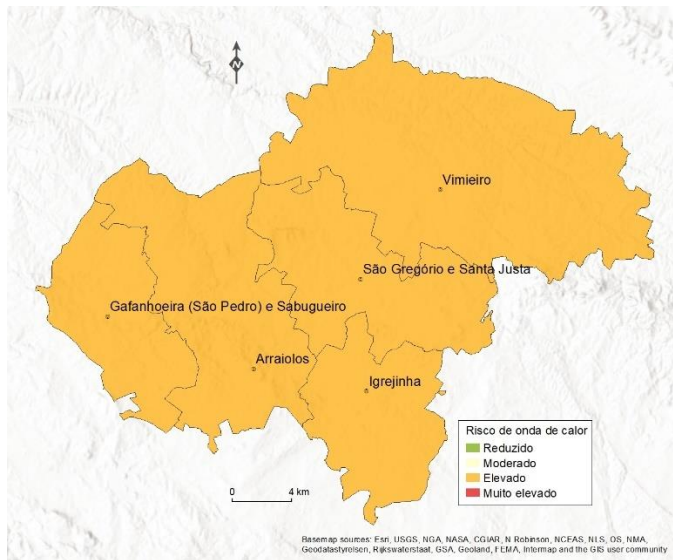 N
Vimieiro
São Gregório e Santa Justa
Gafanhoeira (São Pedro) e Sabugueiro
Arraiolos
Igrejinha
Risco de onda de calor
Reduzido
Moderado
Elevado
Muito elevado
0 4 km
Basemap sources: Esri, USGS, NGA, NASA, CGIAR, N Robinson, NCEAS, NLS, OS, NMA,
Geodatastyrelsen, Rijkswaterstaat, GSA, Geoland, FEMA, Intermap and the GIS user community